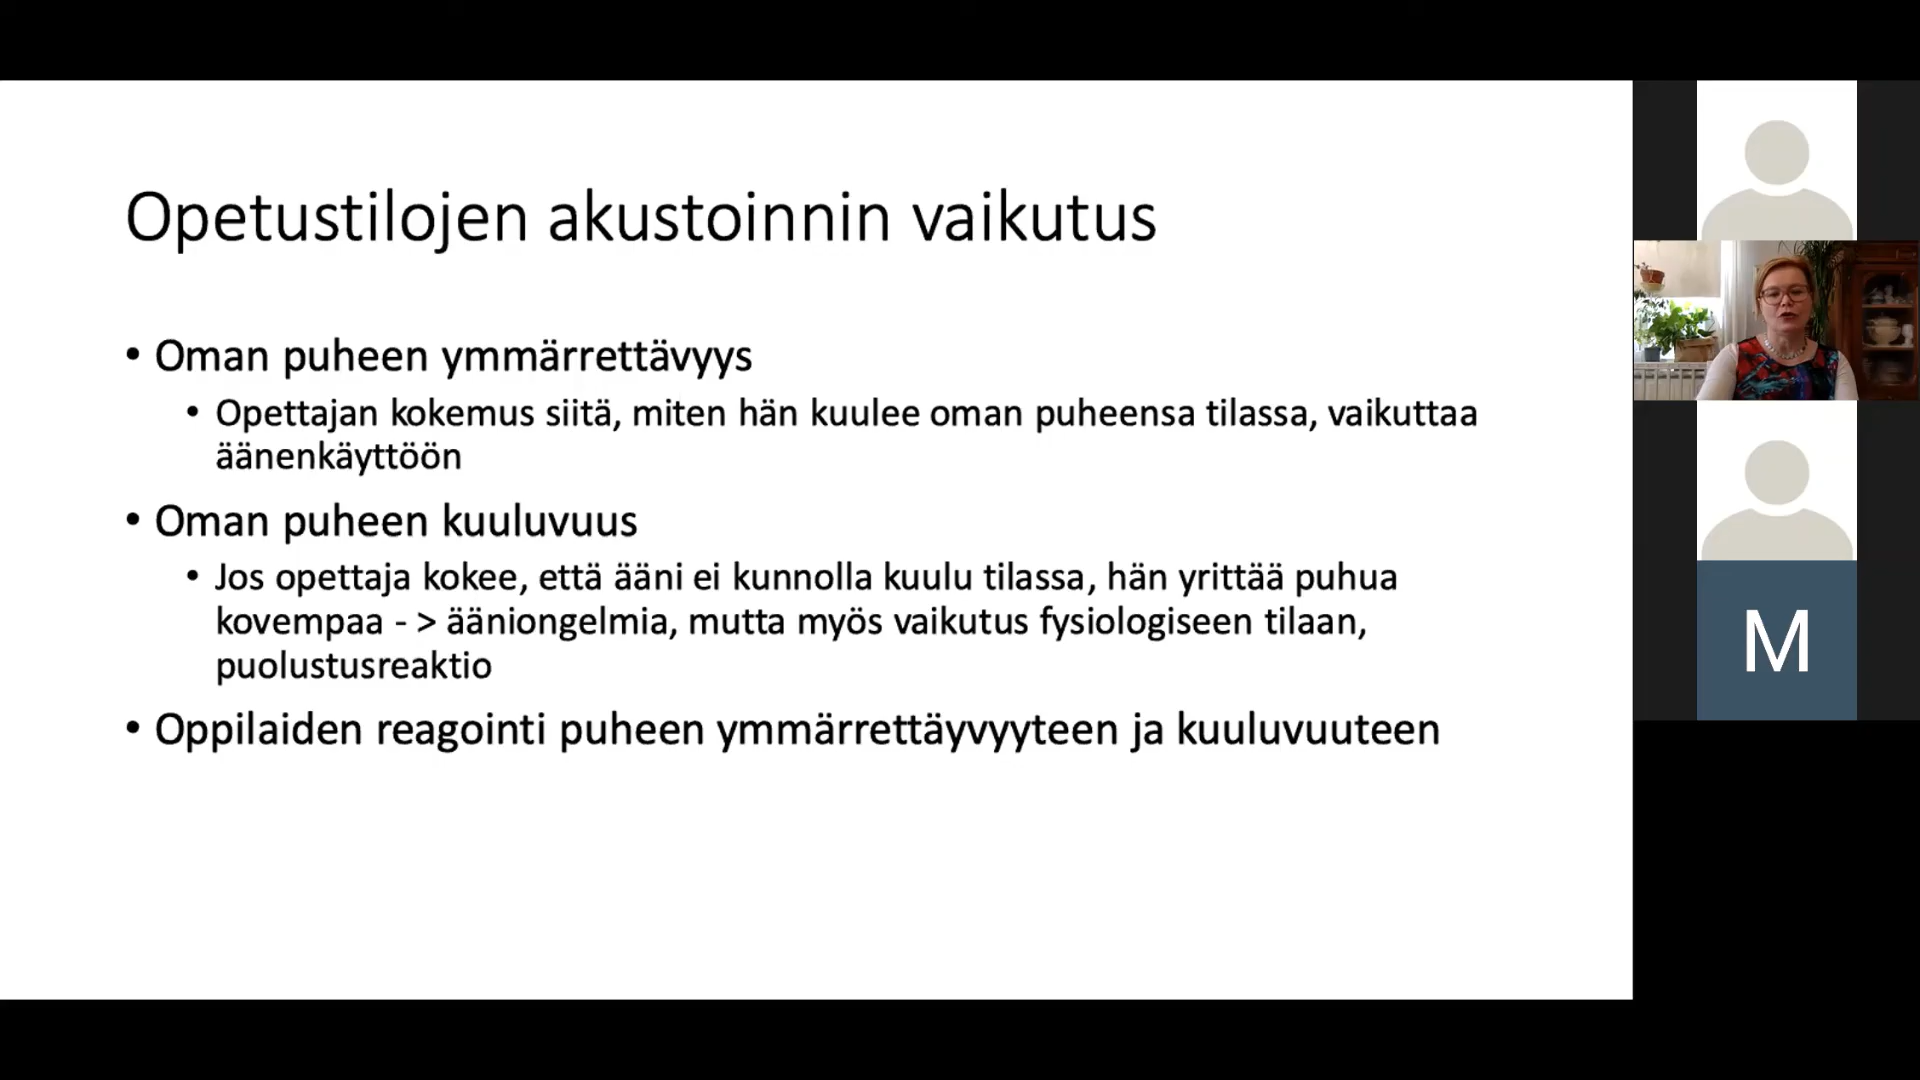 Opetustilojen akustoinnin vaikutus
• Oman puheen ymmärrettävyys
• Opettajan kokemus siitä, miten hän kuulee oman puheensa tilassa, vaikuttaa
äänenkäyttöön
• Oman puheen kuuluvuus
• Jos opettaja kokee, että ääni ei kunnolla kuulu tilassa, hän yrittää puhua
kovempaa - > ääniongelmia, mutta myös vaikutus fysiologiseen tilaan,
puolustusreaktio
• Oppilaiden reagointi puheen ymmärrettäyvyyteen ja kuuluvuuteen
M